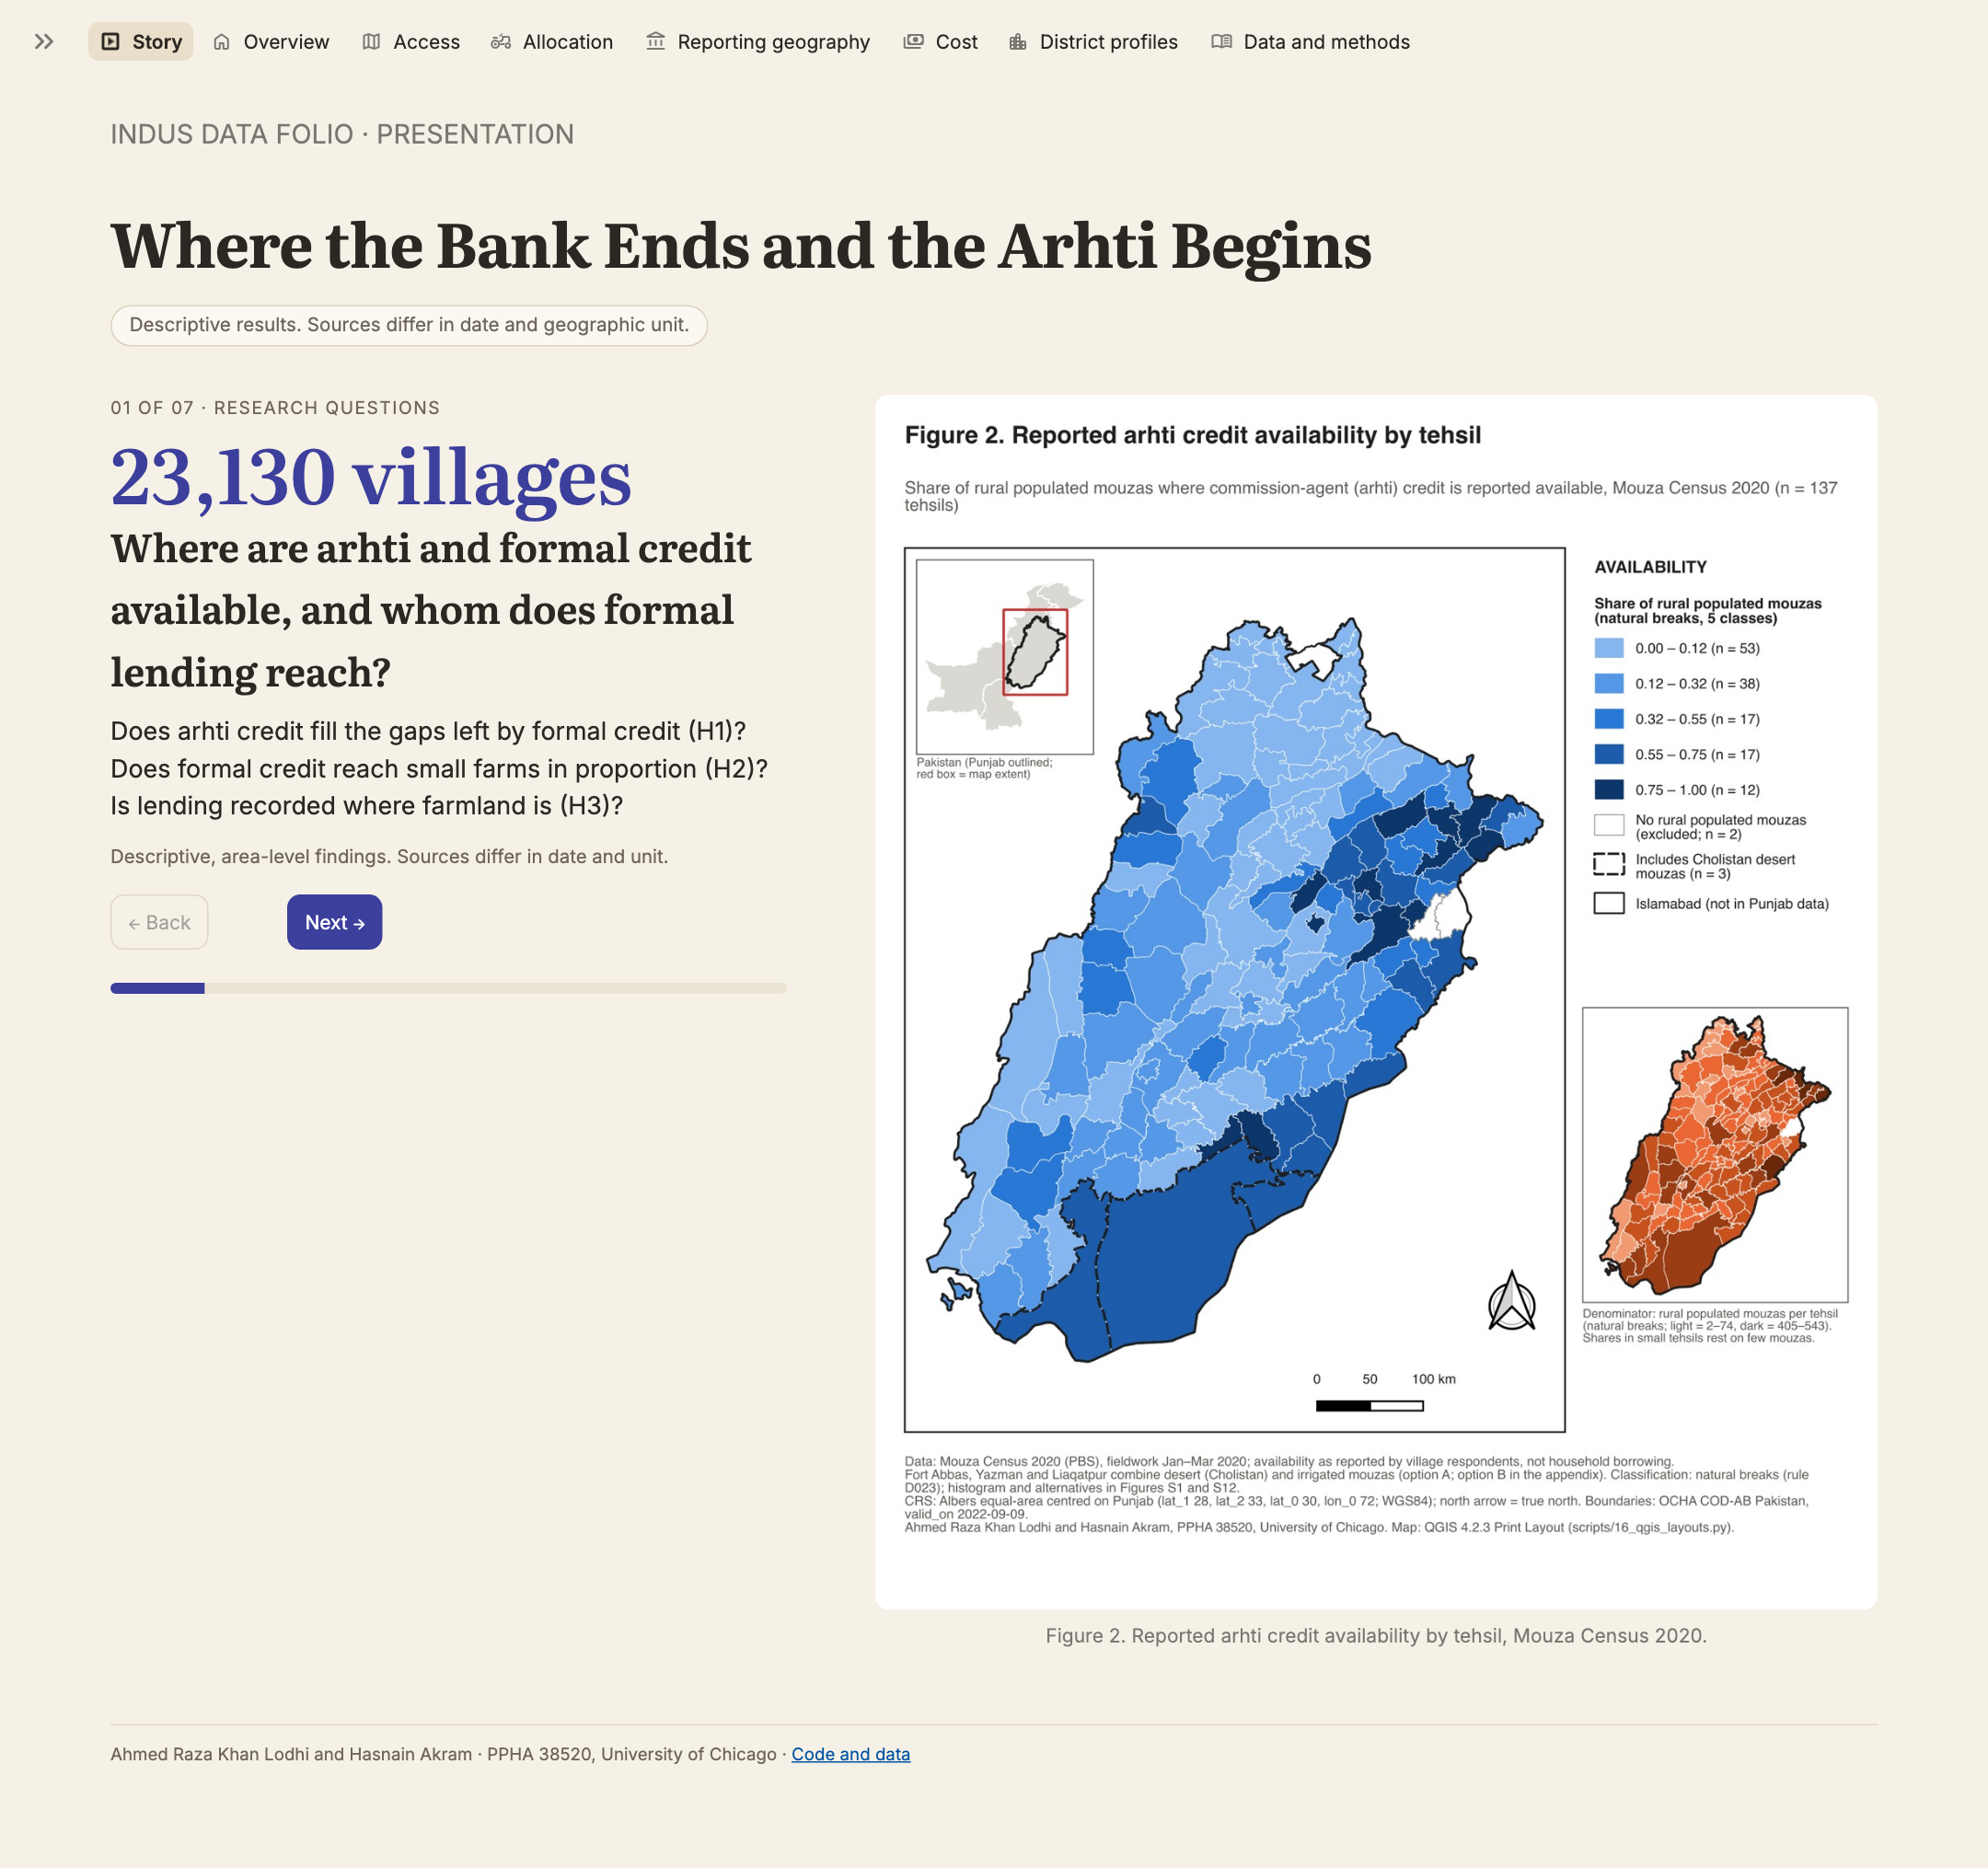 Story
Overview
Access
Allocation
Reporting geography
Cost
District profiles
Data and methods
INDUS DATA FOLIO · PRESENTATION
Where the Bank Ends and the Arhti Begins
Descriptive results. Sources differ in date and geographic unit.
01 OF 07 · RESEARCH QUESTIONS
23,130 villages
Where are arhti and formal credit
available, and whom does formal
lending reach?
Does arhti credit fill the gaps left by formal credit (H1)?
Does formal credit reach small farms in proportion (H2)?
Is lending recorded where farmland is (H3)?
Descriptive, area-level findings. Sources differ in date and unit.
← Back
Next →
Figure 2. Reported arhti credit availability by tehsil
Share of rural populated mouzas where commission-agent (arhti) credit is reported available, Mouza Census 2020 (n = 137
tehsils)
Pakistan (Punjab outlined;
red box = map extent)
AVAILABILITY
Share of rural populated mouzas
(natural breaks, 5 classes)
0.00 – 0.12 (n = 53)
0.12 – 0.32 (n = 38)
0.32 – 0.55 (n = 17)
0.55 – 0.75 (n = 17)
0.75 – 1.00 (n = 12)
No rural populated mouzas
(excluded; n = 2)
Includes Cholistan desert
mouzas (n = 3)
Islamabad (not in Punjab data)
Denominator: rural populated mouzas per tehsil
(natural breaks; light = 2–74, dark = 405–543).
Shares in small tehsils rest on few mouzas.
0 50 100 km
Data: Mouza Census 2020 (PBS), fieldwork Jan–Mar 2020; availability as reported by village respondents, not household borrowing.
Fort Abbas, Yazman and Liaqatpur combine desert (Cholistan) and irrigated mouzas (option A; option B in the appendix). Classification: natural breaks (rule
D023); histogram and alternatives in Figures S1 and S12.
CRS: Albers equal-area centred on Punjab (lat_1 28, lat_2 33, lat_0 30, lon_0 72; WGS84); north arrow = true north. Boundaries: OCHA COD-AB Pakistan,
valid_on 2022-09-09.
Ahmed Raza Khan Lodhi and Hasnain Akram, PPHA 38520, University of Chicago. Map: QGIS 4.2.3 Print Layout (scripts/16_qgis_layouts.py).
Figure 2. Reported arhti credit availability by tehsil, Mouza Census 2020.
Ahmed Raza Khan Lodhi and Hasnain Akram · PPHA 38520, University of Chicago · Code and data